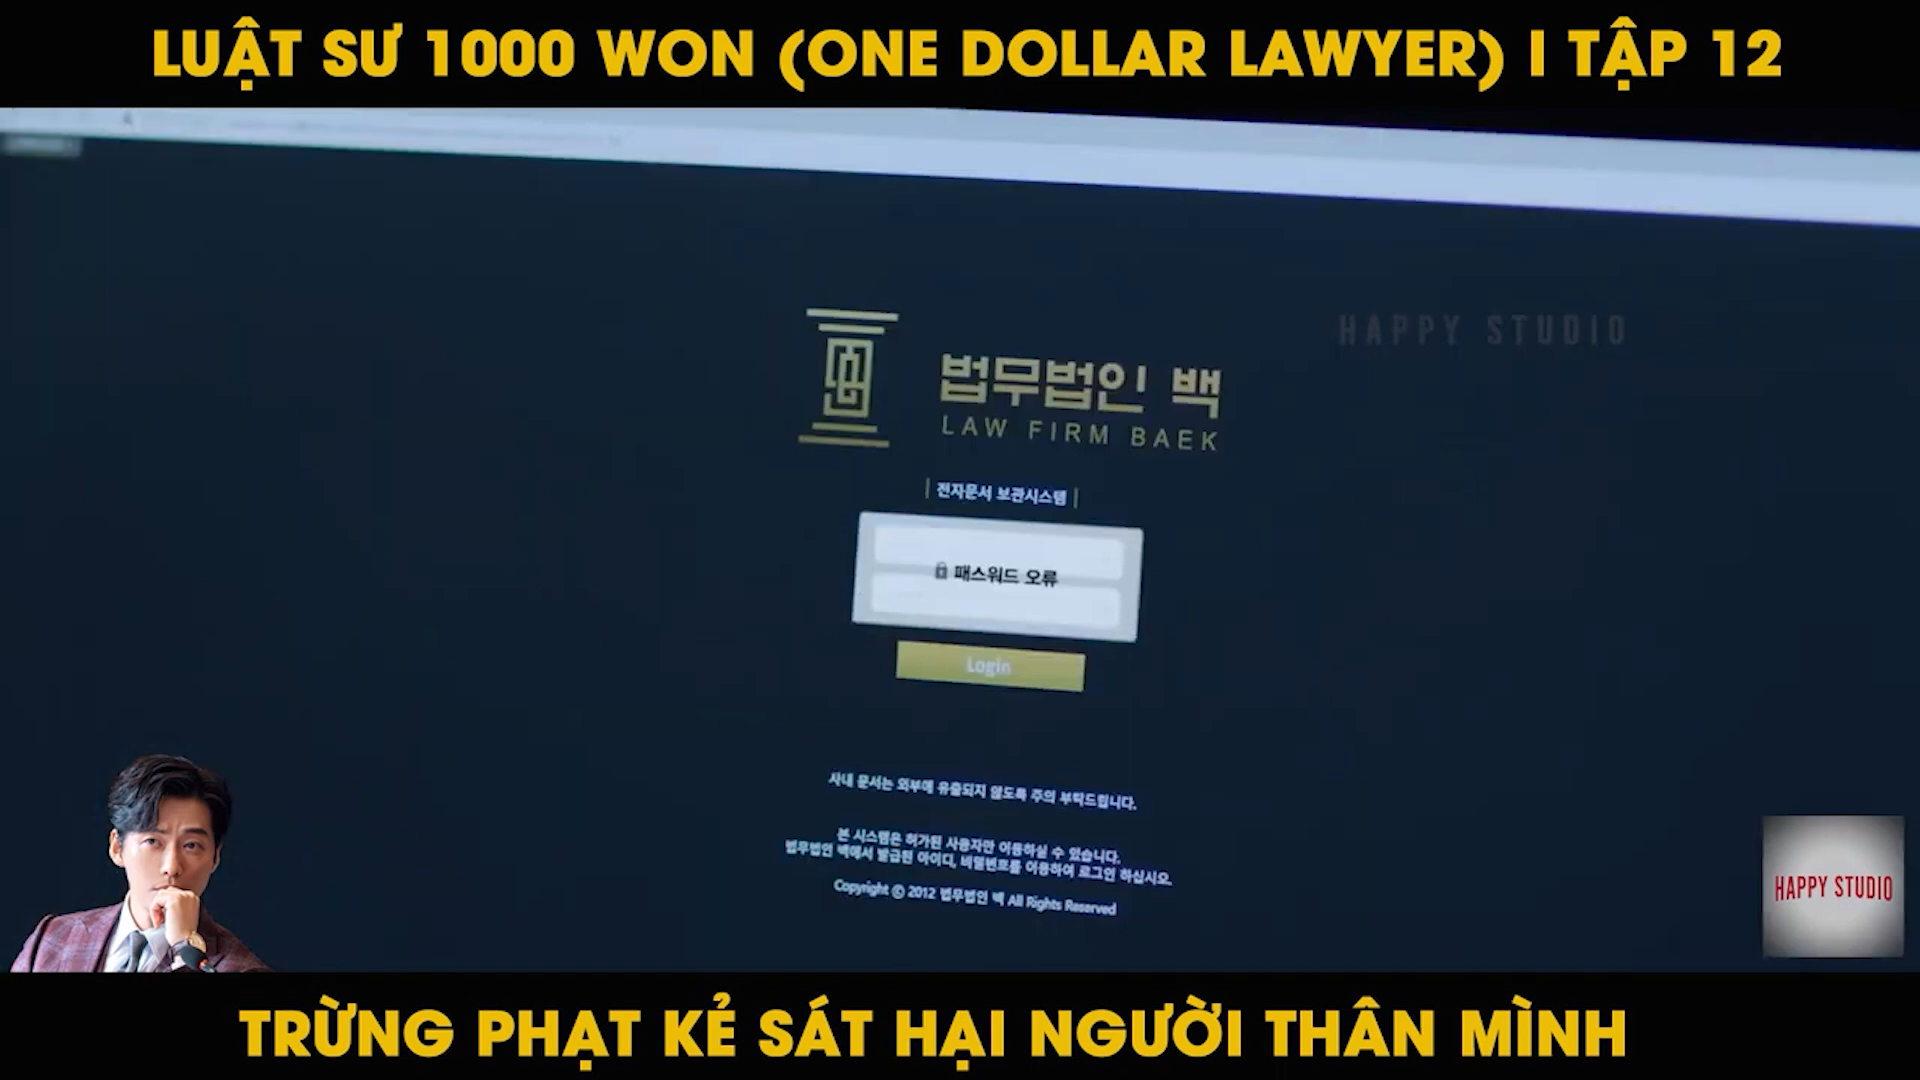 LUẬT SƯ 1000 WON (ONE DOLLAR LAWYER) I TẬP 12
HAPPY STUDIO
법무법인 백
LAW FIRM BAEK
| 전자문서 보관시스템 |
패스워드 오류
Login
사내 문서는 외부에 유출되지 않도록 주의 부탁드립니다.
본 시스템은 허가된 사용자만 이용하실 수 있습니다.
법무법인 백에서 발급된 아이디, 비밀번호를 이용하여 로그인 하십시오.
Copyright © 2012 법무법인 백 All Rights Reserved
HAPPY STUDIO
TRỪNG PHẠT KẺ SÁT HẠI NGƯỜI THÂN MÌNH